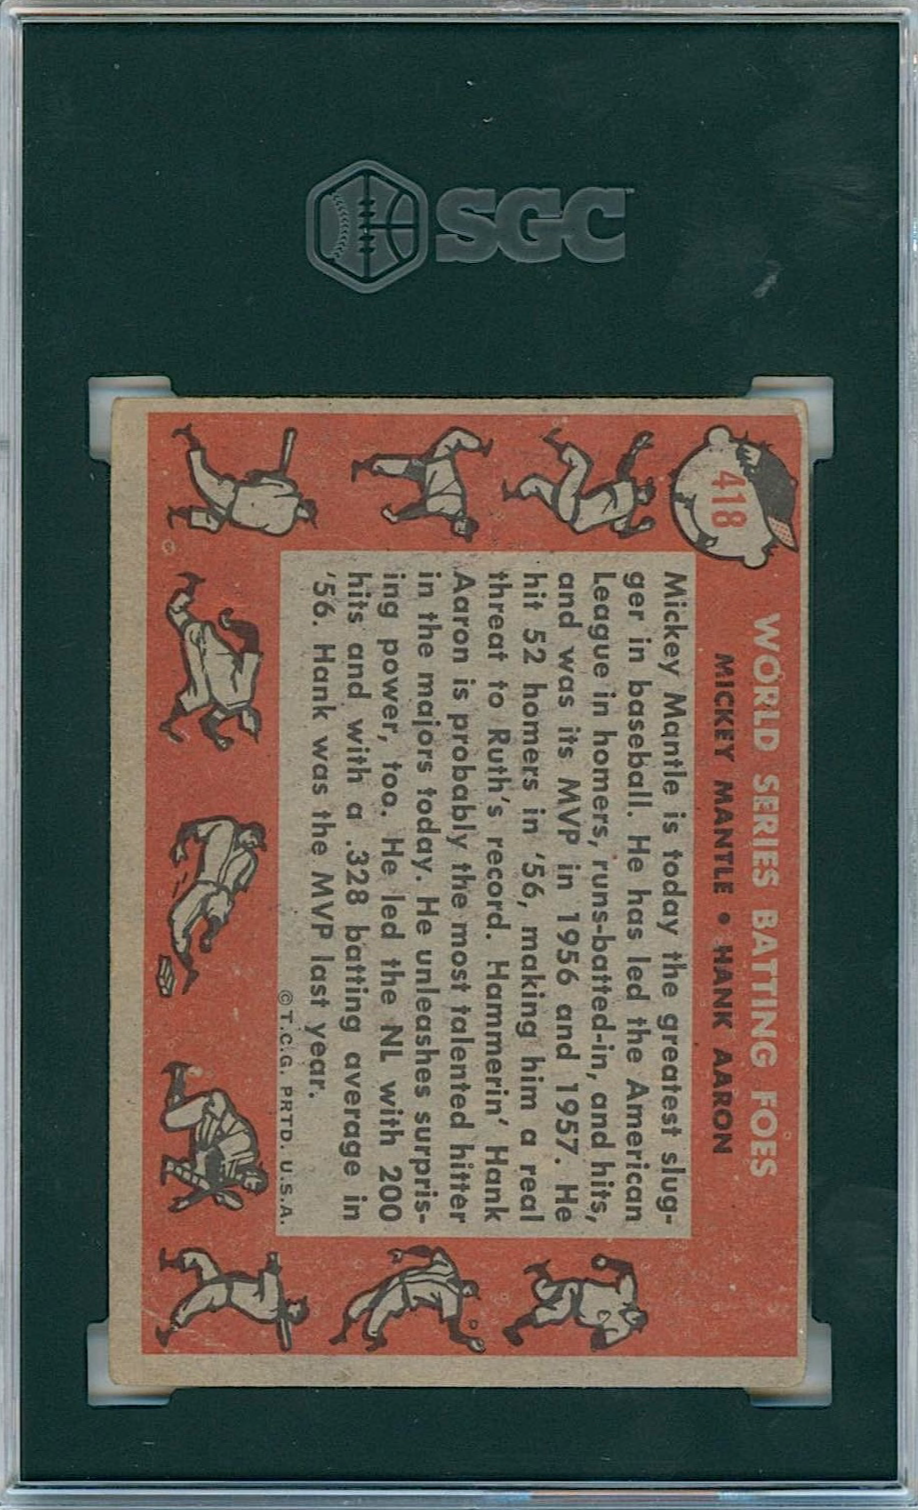 SGC
418
WORLD SERIES BATTING FOES
MICKEY MANTLE • HANK AARON
Mickey Mantle is today the greatest slug-
ger in baseball. He has led the American
League in homers, runs-batted-in, and hits,
and was its MVP in 1956 and 1957. He
hit 52 homers in '56, making him a real
threat to Ruth's record. Hammerin' Hank
Aaron is probably the most talented hitter
in the majors today. He unleashes surpris-
ing power, too. He led the NL with 200
hits and with a .328 batting average in
'56. Hank was the MVP last year.
© T.C.G. PRTD. U.S.A.